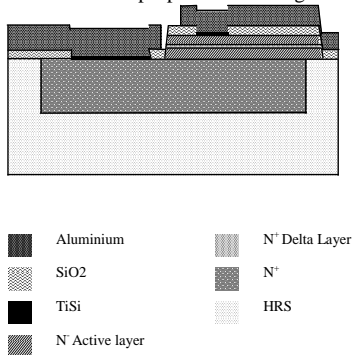 Aluminium
N+ Delta Layer
SiO2
N+
TiSi
HRS
N- Active layer